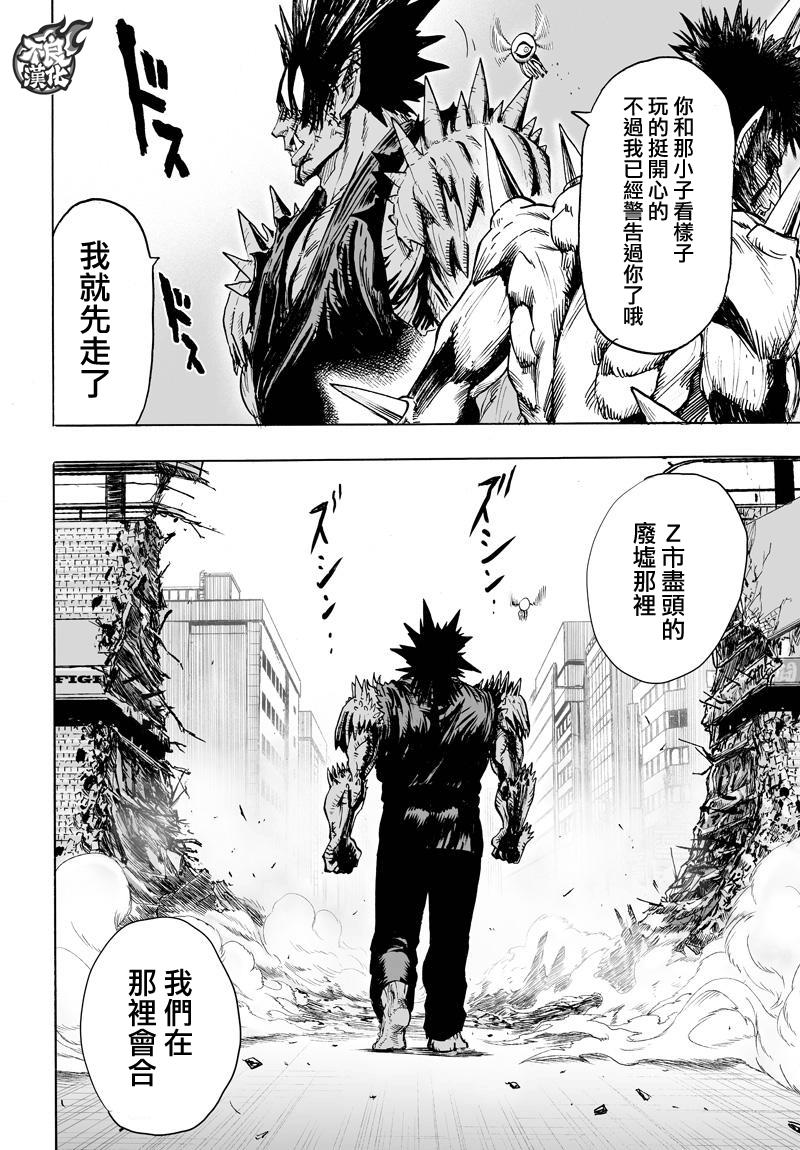 你和那小子看樣子
玩的挺開心的
不過我已經警告過你了哦
ドス
ドス
我就先走了
狼
漢化
Z市盡頭的
廢墟那裡
ズシン
ズシン
FIGH
我們在
那裡會合